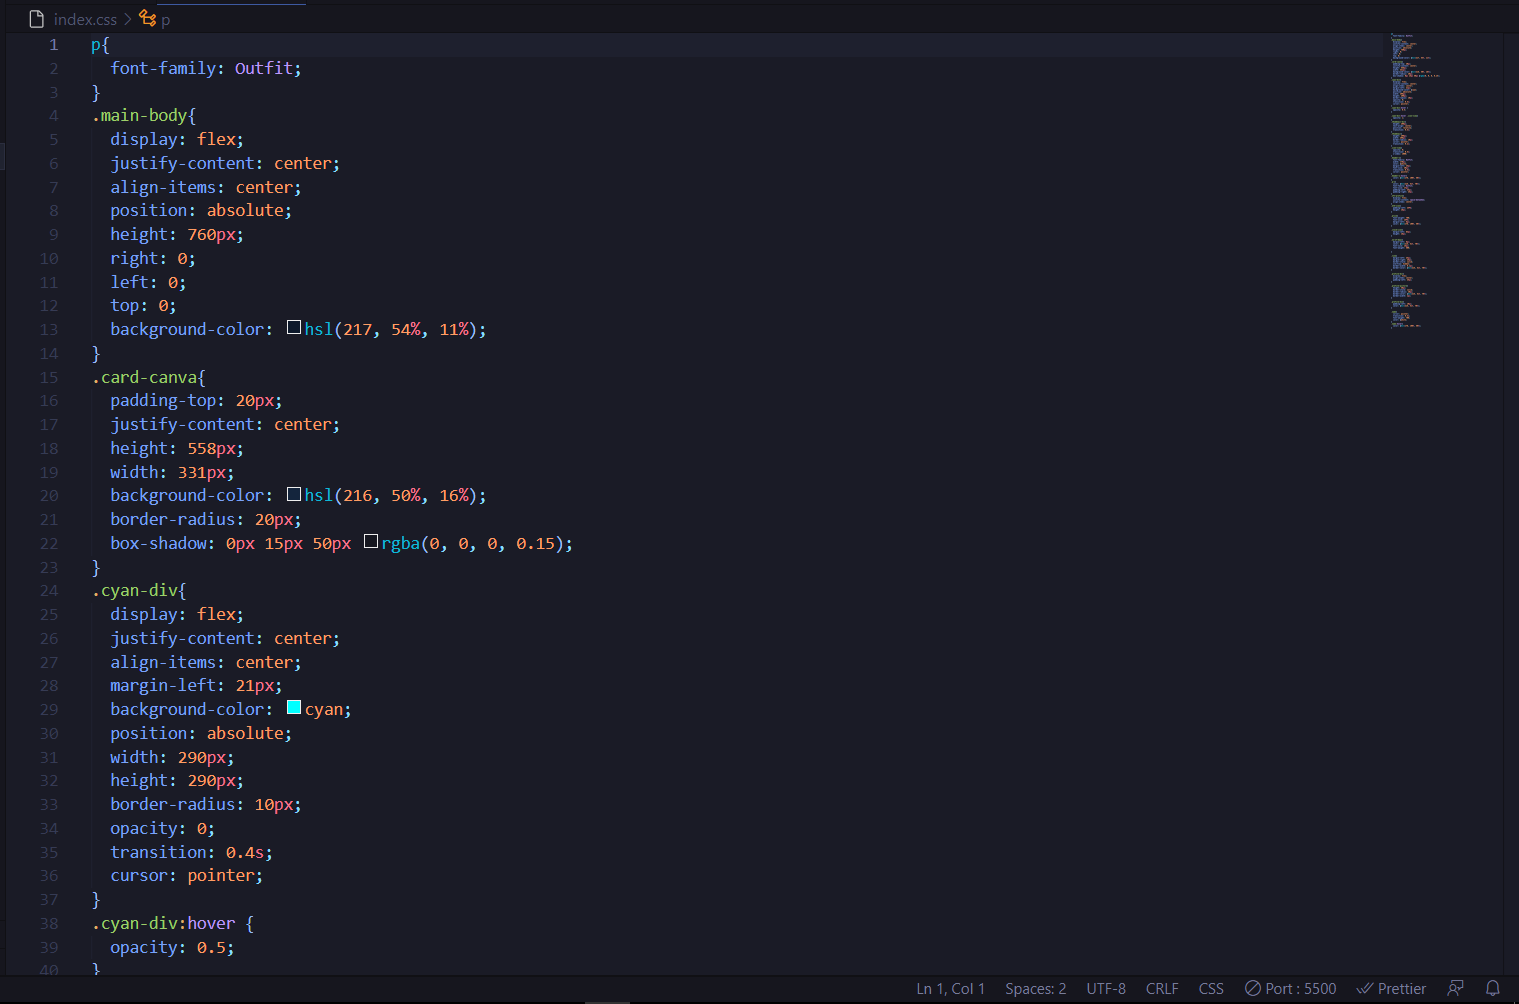 index.css > p
1 p{
2 font-family: Outfit;
3 }
4 .main-body{
5 display: flex;
6 justify-content: center;
7 align-items: center;
8 position: absolute;
9 height: 760px;
10 right: 0;
11 left: 0;
12 top: 0;
13 background-color: hsl(217, 54%, 11%);
14 }
15 .card-canva{
16 padding-top: 20px;
17 justify-content: center;
18 height: 558px;
19 width: 331px;
20 background-color: hsl(216, 50%, 16%);
21 border-radius: 20px;
22 box-shadow: 0px 15px 50px rgba(0, 0, 0, 0.15);
23 }
24 .cyan-div{
25 display: flex;
26 justify-content: center;
27 align-items: center;
28 margin-left: 21px;
29 background-color: cyan;
30 position: absolute;
31 width: 290px;
32 height: 290px;
33 border-radius: 10px;
34 opacity: 0;
35 transition: 0.4s;
36 cursor: pointer;
37 }
38 .cyan-div:hover {
39 opacity: 0.5;
40 }
Ln 1, Col 1 Spaces: 2 UTF-8 CRLF CSS Port : 5500 Prettier